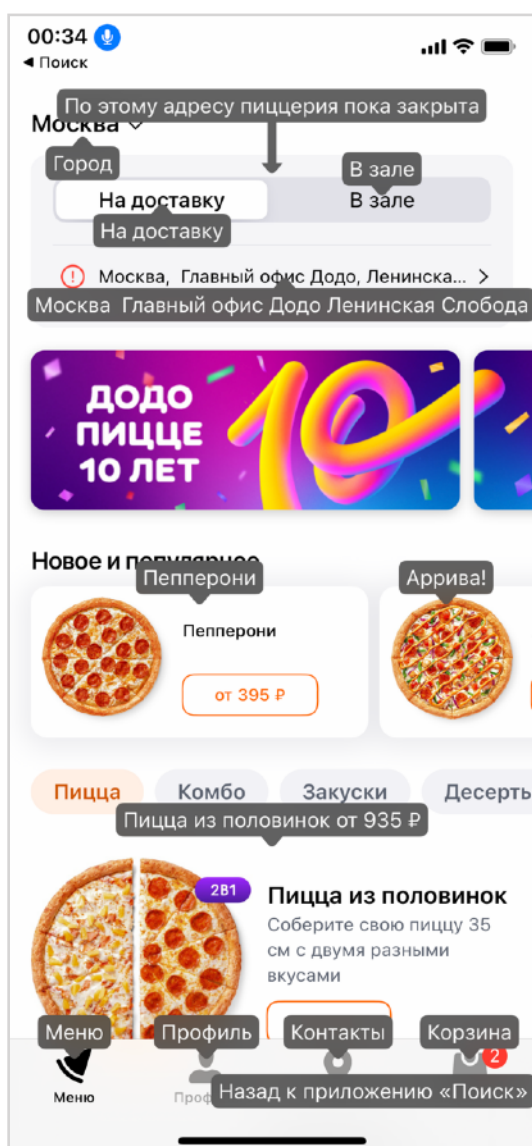 00:34
◀ Поиск
По этому адресу пиццерия пока закрыта
Москва
Город
В зале
На доставку
В зале
На доставку
Москва, Главный офис Додо, Ленинска...
Москва Главный офис Додо Ленинская Слобода
ДОДО
ПИЦЦЕ
10 ЛЕТ
Новое и популярное
Пепперони
Аррива!
Пепперони
от 395 ₽
Пицца
Комбо
Закуски
Десерть
Пицца из половинок от 935 ₽
2В1
Пицца из половинок
Соберите свою пиццу 35
см с двумя разными
вкусами
Меню
Профиль
Контакты
Корзина
2
Меню
Проф
Назад к приложению «Поиск»